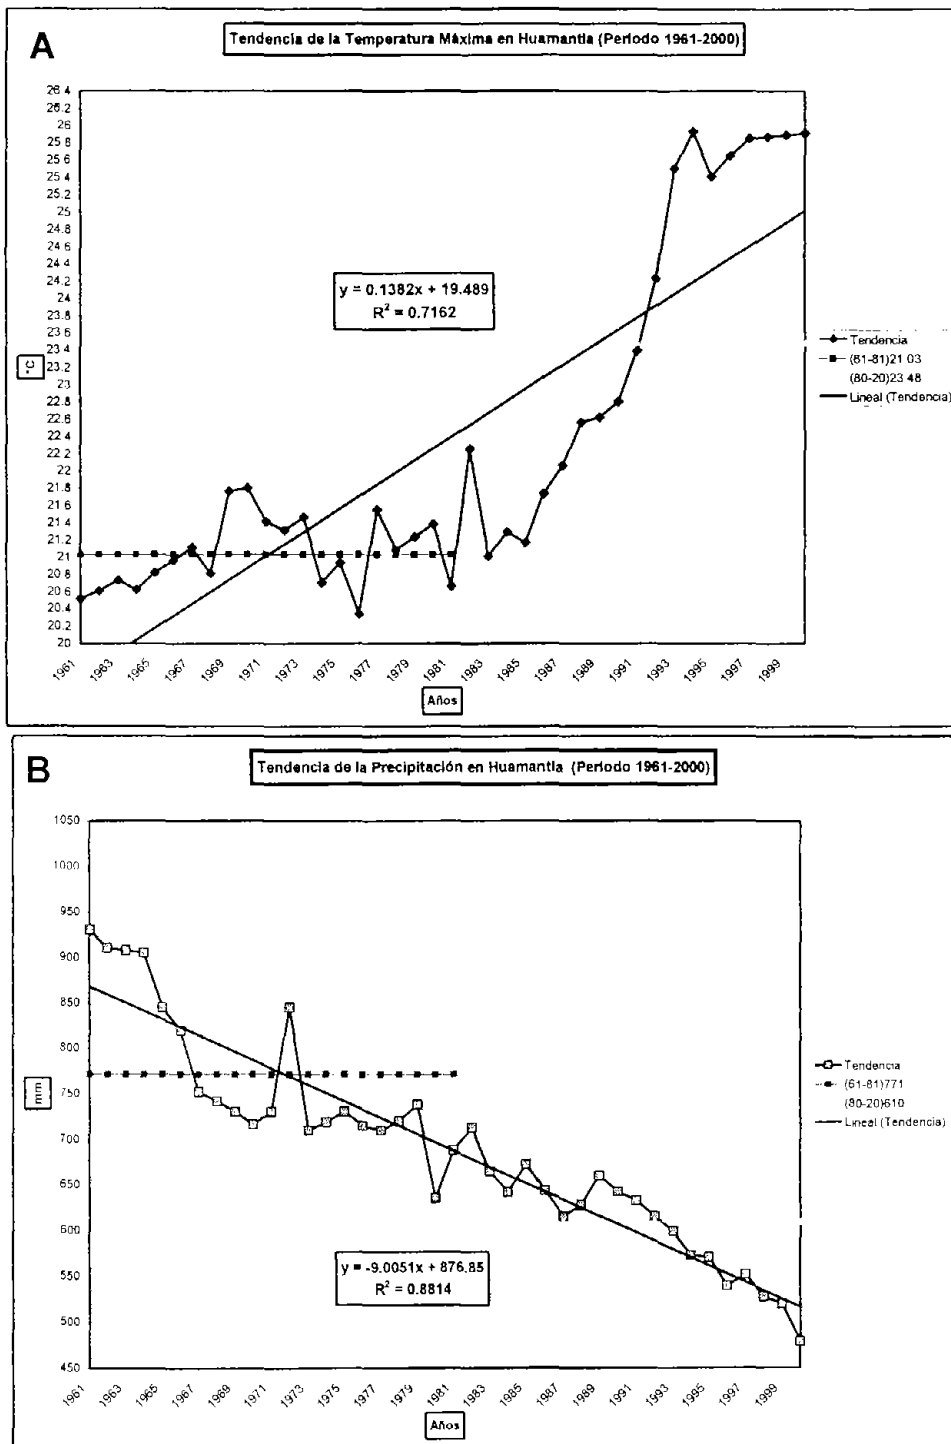 A
Tendencia de la Temperatura Máxima en Huamantla (Periodo 1961-2000)
26.4
26.2
26
25.8
25.6
25.4
25.2
25
24.8
24.6
24.4
24.2
24
23.8
23.6
23.4
23.2
23
22.8
22.6
22.4
22.2
22
21.8
21.6
21.4
21.2
21
20.8
20.6
20.4
20.2
20
°C
y = 0.1382x + 19.489
R² = 0.7162
Tendencia
(61-81)21 03
(80-20)23 48
Lineal (Tendencia)
1961 1963 1965 1967 1969 1971 1973 1975 1977 1979 1981 1983 1985 1987 1989 1991 1993 1995 1997 1999
Años
B
Tendencia de la Precipitación en Huamantla (Periodo 1961-2000)
1050
1000
950
900
850
800
750
700
650
600
550
500
450
mm
Tendencia
(61-81)771
(80-20)610
Lineal (Tendencia)
y = -9.0051x + 876.85
R² = 0.8814
1961 1963 1965 1967 1969 1971 1973 1975 1977 1979 1981 1983 1985 1987 1989 1991 1993 1995 1997 1999
Años